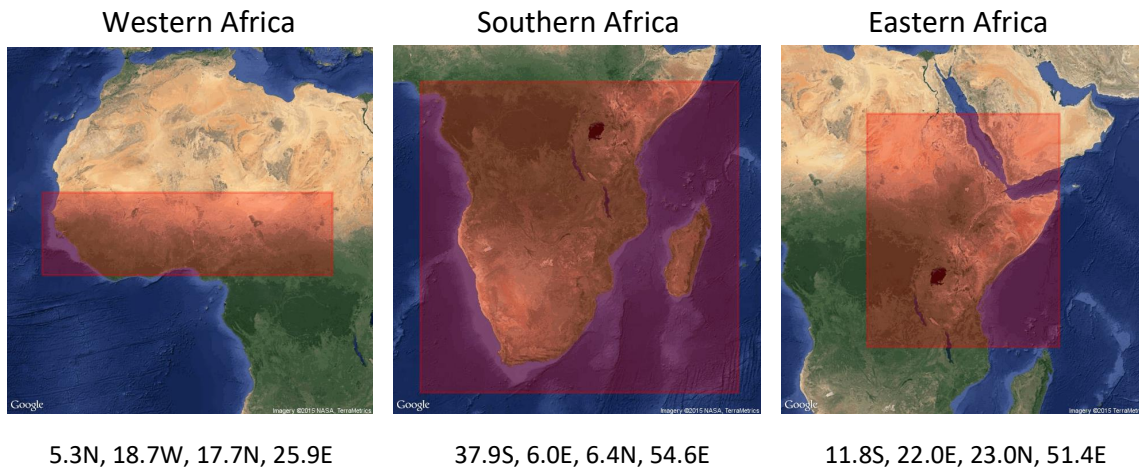 Western Africa
Southern Africa
Eastern Africa
Google
Imagery ©2015 NASA, TerraMetrics
Google
Imagery ©2015 NASA, TerraMetrics
Google
Imagery ©2015 NASA, TerraMetrics
5.3N, 18.7W, 17.7N, 25.9E
37.9S, 6.0E, 6.4N, 54.6E
11.8S, 22.0E, 23.0N, 51.4E